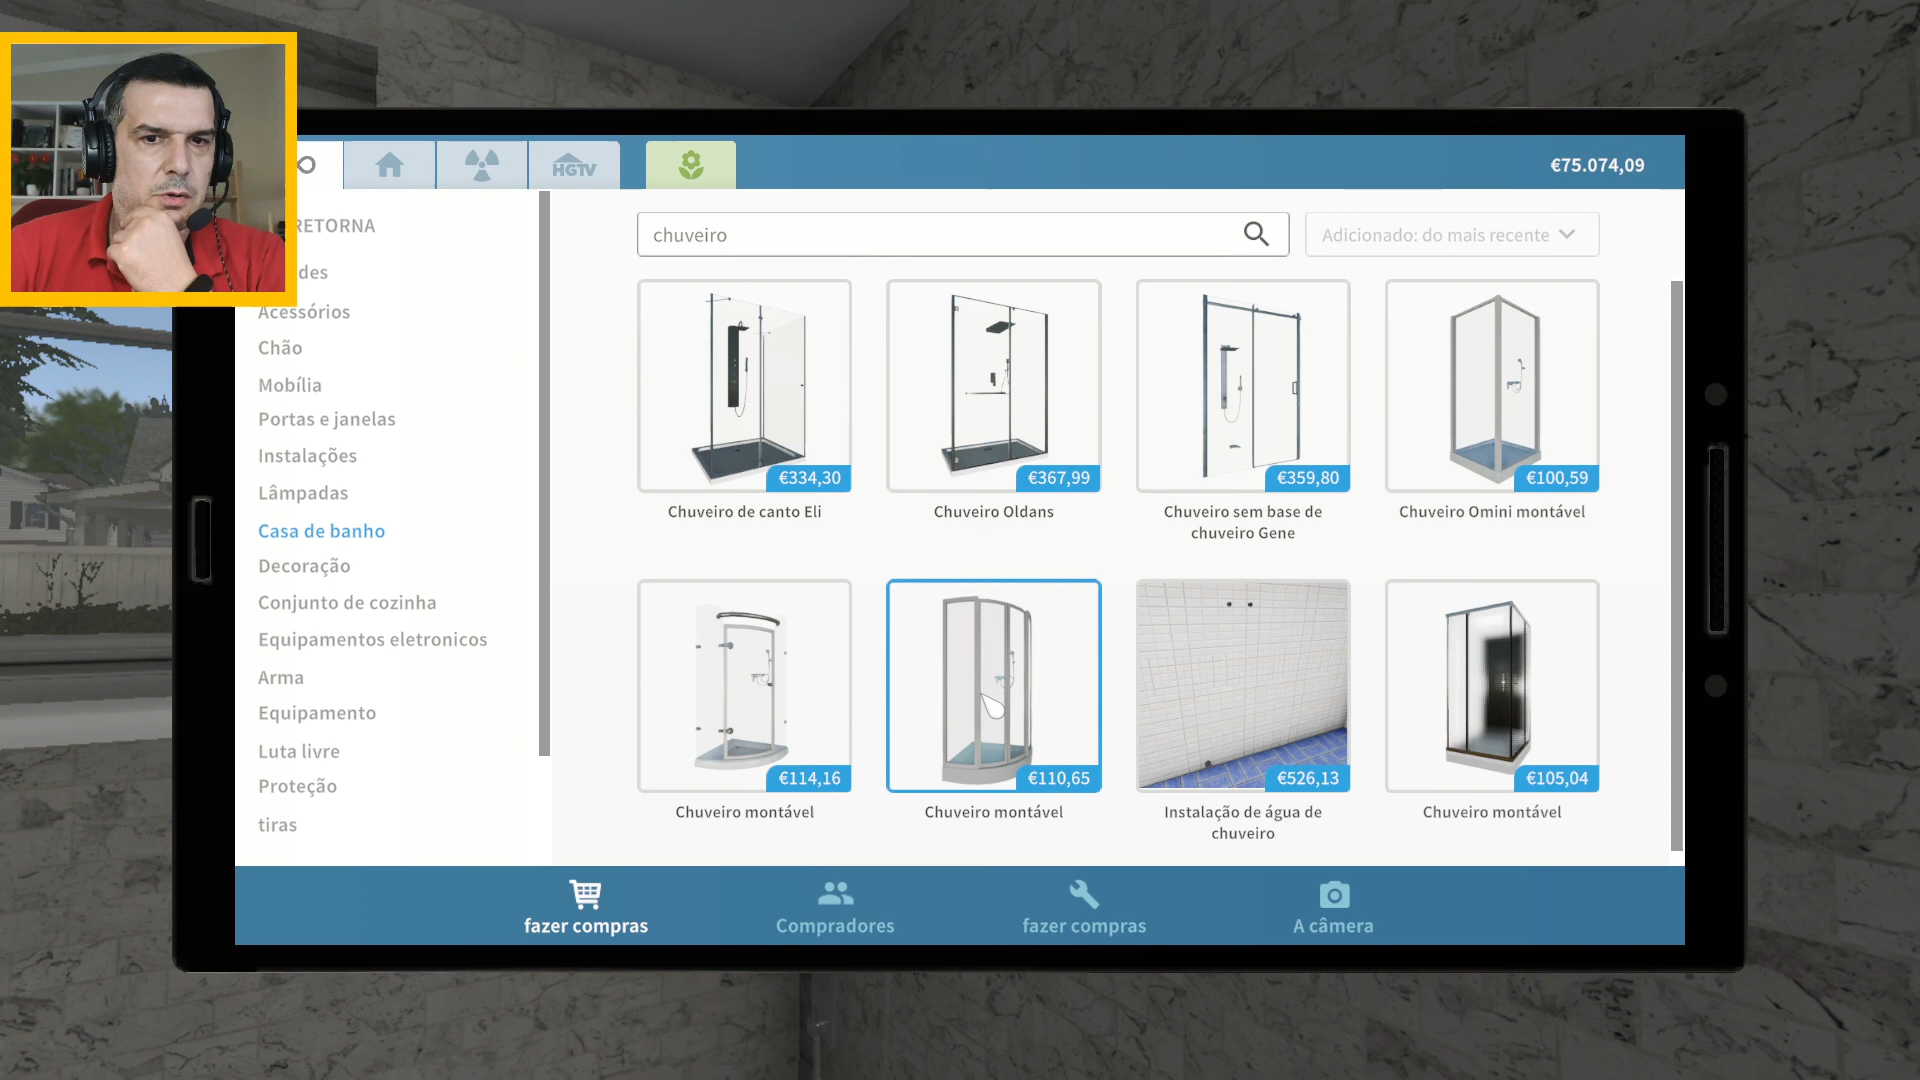 HGTV
€75.074,09
RETORNA
chuveiro
Adicionado: do mais recente
des
Acessórios
Chão
Mobília
Portas e janelas
Instalações
Lâmpadas
Casa de banho
Decoração
Conjunto de cozinha
Equipamentos eletronicos
Arma
Equipamento
Luta livre
Proteção
tiras
€334,30
€367,99
€359,80
€100,59
Chuveiro de canto Eli
Chuveiro Oldans
Chuveiro sem base de
chuveiro Gene
Chuveiro Omini montável
€114,16
€110,65
€526,13
€105,04
Chuveiro montável
Chuveiro montável
Instalação de água de
chuveiro
Chuveiro montável
fazer compras
Compradores
fazer compras
A câmera